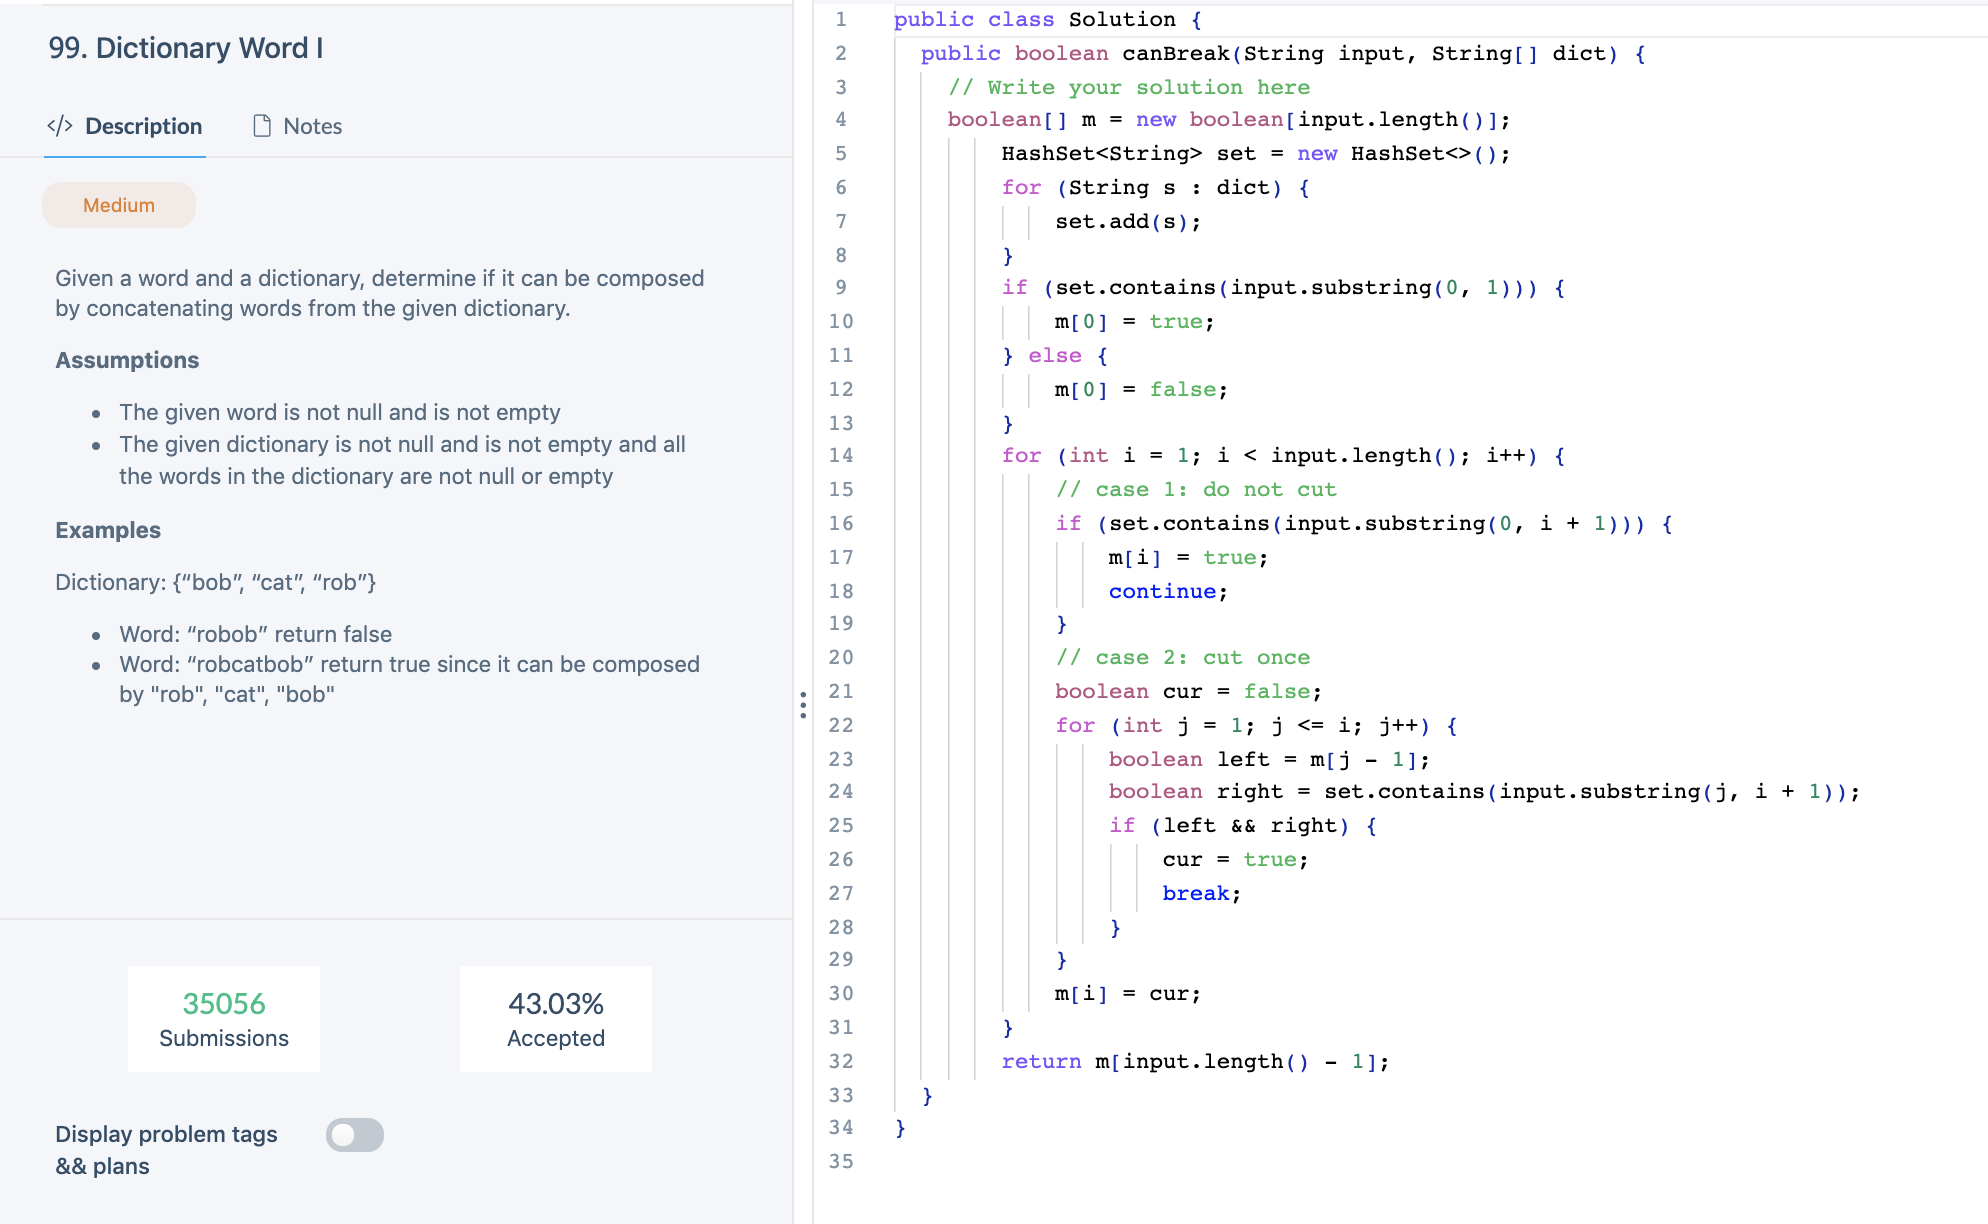 99. Dictionary Word I
</> Description
Notes
Medium
Given a word and a dictionary, determine if it can be composed
by concatenating words from the given dictionary.
Assumptions
• The given word is not null and is not empty
• The given dictionary is not null and is not empty and all
the words in the dictionary are not null or empty
Examples
Dictionary: {“bob”, “cat”, “rob”}
• Word: “robob” return false
• Word: “robcatbob” return true since it can be composed
by "rob", "cat", "bob"
35056
Submissions
43.03%
Accepted
Display problem tags
&& plans
1 public class Solution {
2   public boolean canBreak(String input, String[] dict) {
3     // Write your solution here
4     boolean[] m = new boolean[input.length()];
5         HashSet<String> set = new HashSet<>();
6         for (String s : dict) {
7             set.add(s);
8         }
9         if (set.contains(input.substring(0, 1))) {
10             m[0] = true;
11         } else {
12             m[0] = false;
13         }
14         for (int i = 1; i < input.length(); i++) {
15             // case 1: do not cut
16             if (set.contains(input.substring(0, i + 1))) {
17                 m[i] = true;
18                 continue;
19             }
20             // case 2: cut once
21             boolean cur = false;
22             for (int j = 1; j <= i; j++) {
23                 boolean left = m[j - 1];
24                 boolean right = set.contains(input.substring(j, i + 1));
25                 if (left && right) {
26                     cur = true;
27                     break;
28                 }
29             }
30             m[i] = cur;
31         }
32         return m[input.length() - 1];
33   }
34 }
35